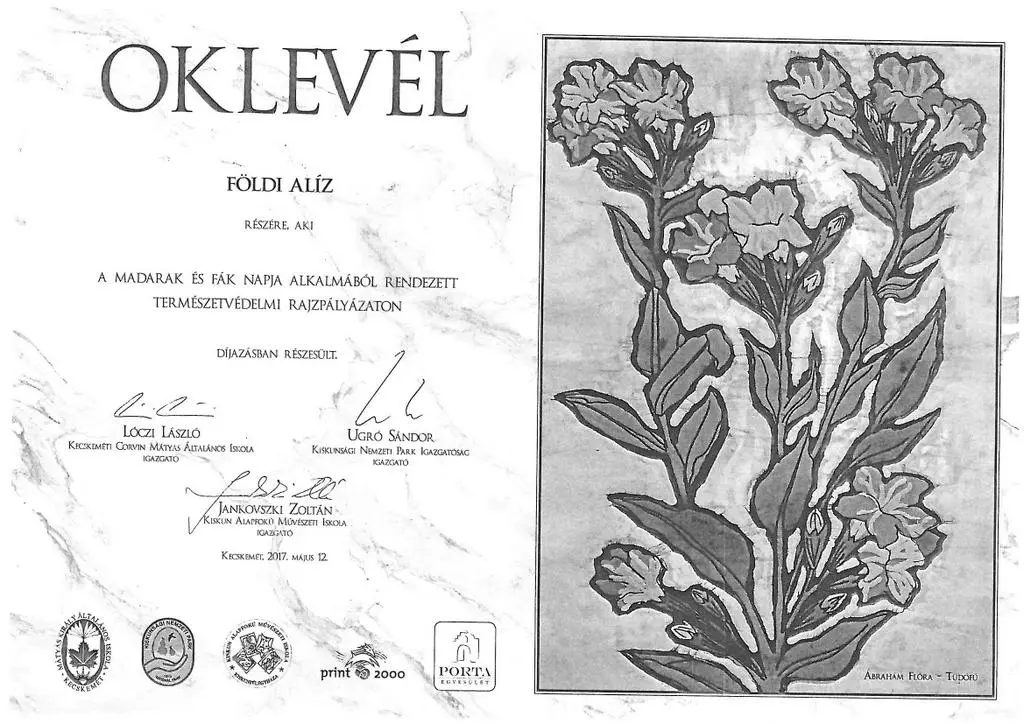 OKLEVÉL
FÖLDI ALÍZ
RÉSZÉRE, AKI
A MADARAK ÉS FÁK NAPJA ALKALMÁBÓL RENDEZETT
TERMÉSZETVÉDELMI RAJZPÁLYÁZATON
DÍJAZÁSBAN RÉSZESÜLT.
LÓCZI LÁSZLÓ
KECSKEMÉTI CORVIN MÁTYÁS ÁLTALÁNOS ISKOLA
IGAZGATÓ
UGRÓ SÁNDOR
KISKUNSÁGI NEMZETI PARK IGAZGATÓSÁG
IGAZGATÓ
JANKOVSZKI ZOLTÁN
KISKUN ALAPFOKÚ MŰVÉSZETI ISKOLA
IGAZGATÓ
KECSKEMÉT, 2017. MÁJUS 12.
MÁTYÁS KIRÁLY ÁLTALÁNOS ISKOLA
KECSKEMÉT
KISKUNSÁGI NEMZETI PARK
KISKUN ALAPFOKÚ MŰVÉSZETI ISKOLA
print 2000
PORTA
EGYESÜLET
ÁBRAHÁM FLÓRA - TÜDŐFŰ